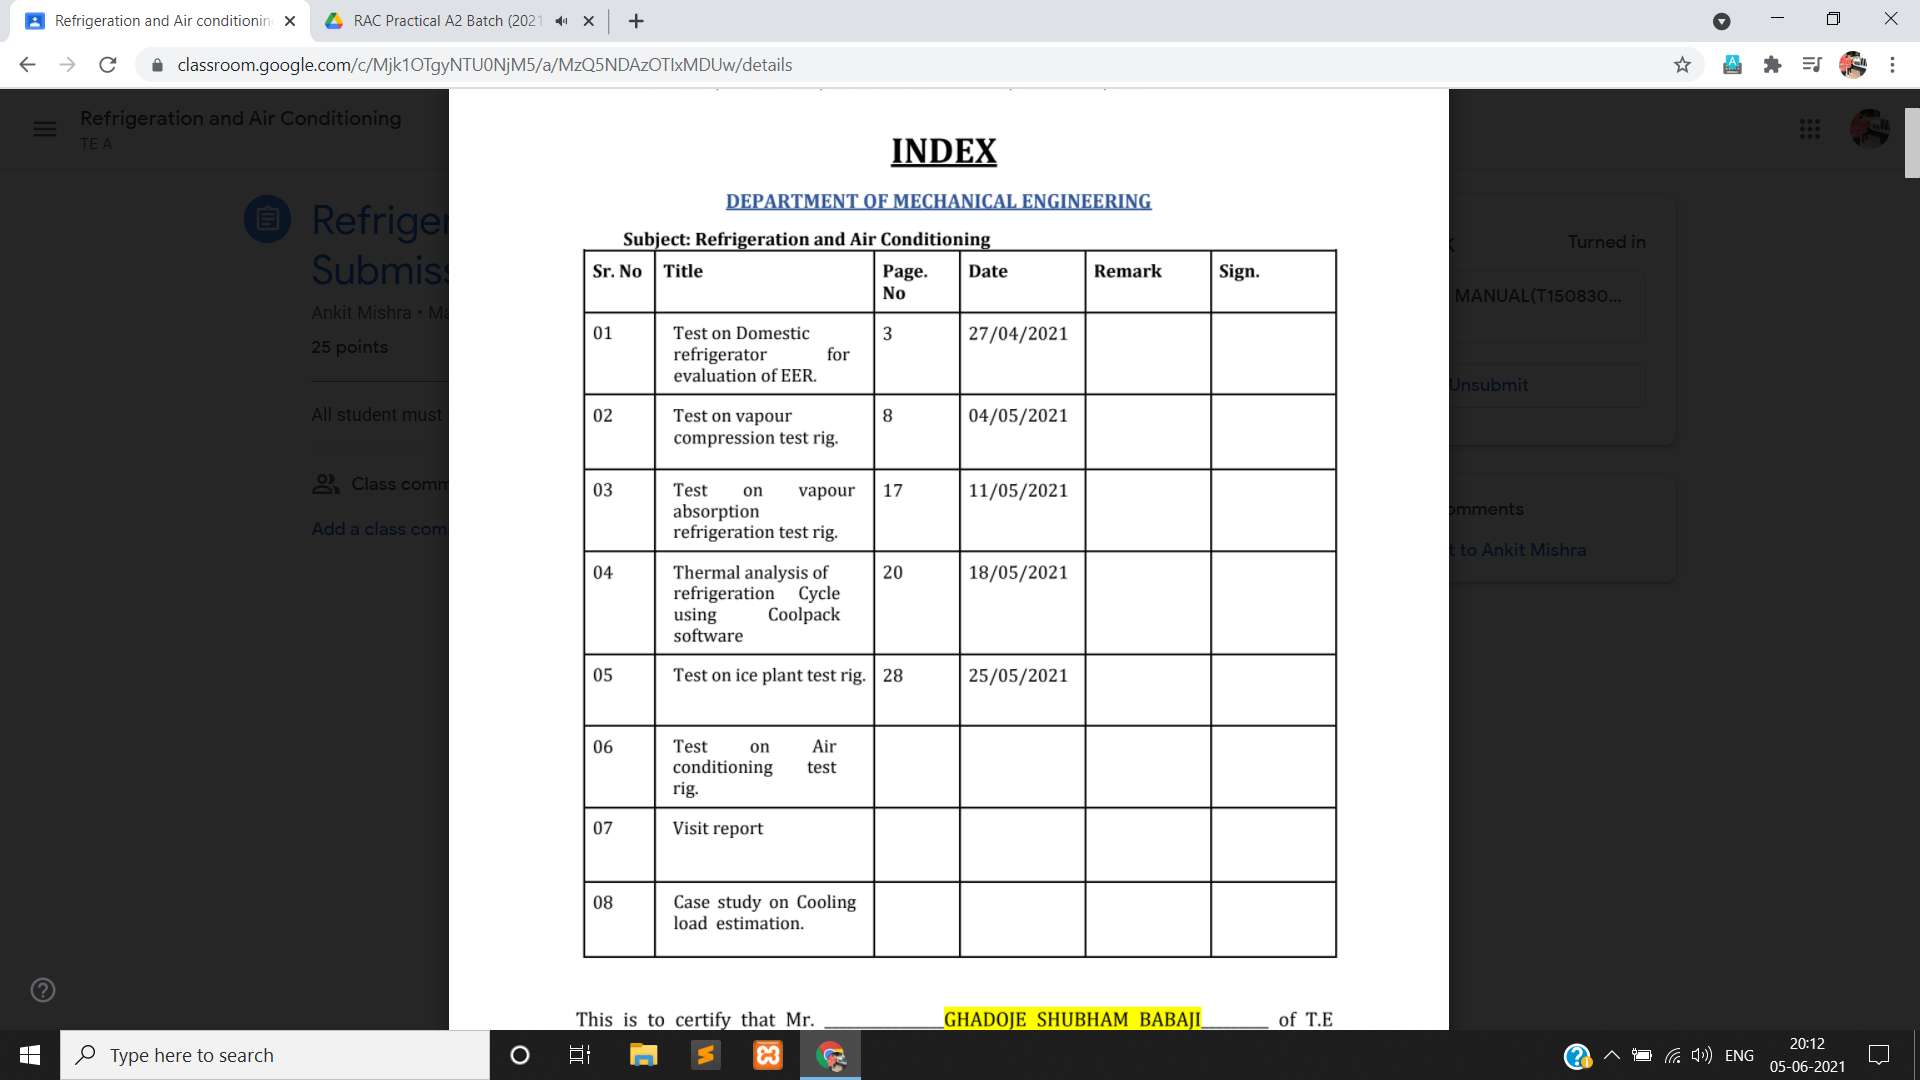 Refrigeration and Air conditionin
RAC Practical A2 Batch (2021
classroom.google.com/c/Mjk1OTgyNTU0NjM5/a/MzQ5NDAzOTIxMDUw/details
Refrigeration and Air Conditioning
TE A
Refriger
Submiss
Ankit Mishra • Ma
25 points
All student must
Class comm
Add a class com
INDEX
DEPARTMENT OF MECHANICAL ENGINEERING
Subject: Refrigeration and Air Conditioning
Sr. No Title Page. Date Remark Sign.
No
01 Test on Domestic 3 27/04/2021
refrigerator for
evaluation of EER.
02 Test on vapour 8 04/05/2021
compression test rig.
03 Test on vapour 17 11/05/2021
absorption
refrigeration test rig.
04 Thermal analysis of 20 18/05/2021
refrigeration Cycle
using Coolpack
software
05 Test on ice plant test rig. 28 25/05/2021
06 Test on Air
conditioning test
rig.
07 Visit report
08 Case study on Cooling
load estimation.
This is to certify that Mr. ____________GHADOJE SHUBHAM BABAJI_______ of T.E
Turned in
MANUAL(T150830...
Unsubmit
omments
t to Ankit Mishra
Type here to search
ENG
20:12
05-06-2021